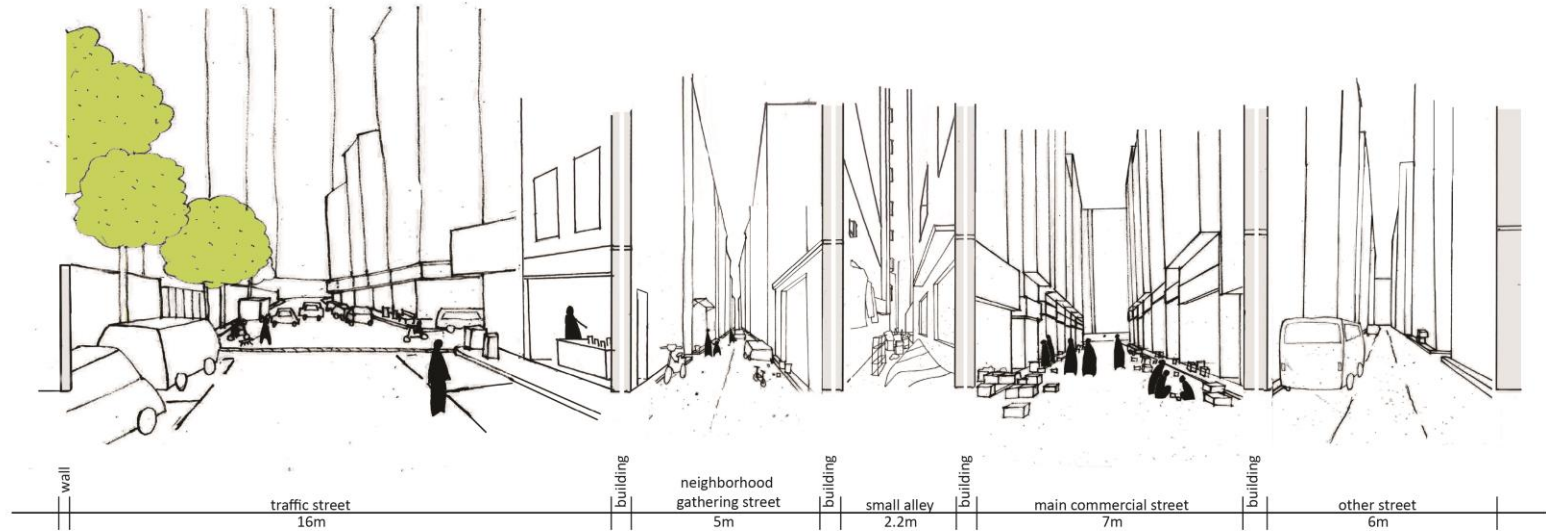 wall
traffic street
16m
building
neighborhood
gathering street
5m
building
small alley
2.2m
building
main commercial street
7m
building
other street
6m